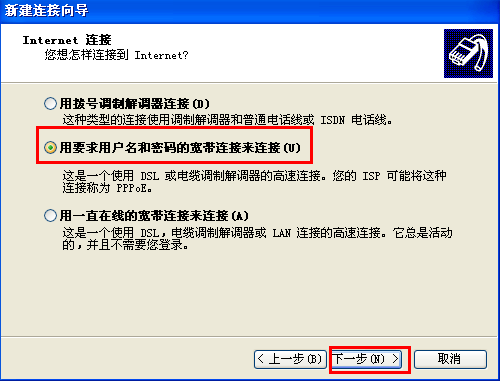 新建连接向导
Internet 连接
您想怎样连接到 Internet?
用拨号调制解调器连接(D)
这种类型的连接使用调制解调器和普通电话线或 ISDN 电话线。
用要求用户名和密码的宽带连接来连接(U)
这是一个使用 DSL 或电缆调制解调器的高速连接。您的 ISP 可能将这种
连接称为 PPPoE。
用一直在线的宽带连接来连接(A)
这是一个使用 DSL,电缆调制解调器或 LAN 连接的高速连接。它总是活动
的,并且不需要您登录。
< 上一步(B) 下一步(N) > 取消